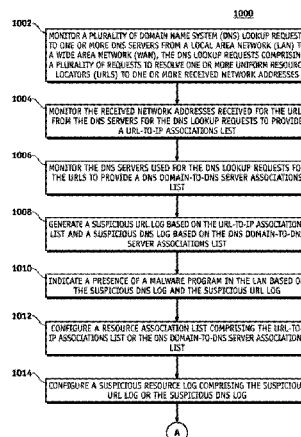 1000
1002
MONITOR A PLURALITY OF DOMAIN NAME SYSTEM (DNS) LOOKUP REQUESTS
TO ONE OR MORE DNS SERVERS FROM A LOCAL AREA NETWORK (LAN) TO
WIDE AREA NETWORK (WAN), THE DNS LOOKUP REQUESTS COMPRISING
A PLURALITY OF REQUESTS TO RESOLVE ONE OR MORE UNIFORM RESOURCE
LOCATORS (URLS) TO ONE OR MORE RECEIVED NETWORK ADDRESSES
1004
MONITOR THE RECEIVED NETWORK ADDRESSES RECEIVED FOR THE URL
FROM THE DNS SERVERS FOR THE DNS LOOKUP REQUESTS TO PROVIDE
A URL-TO-IP ASSOCIATIONS LIST
1006
MONITOR THE DNS SERVERS USED FOR THE DNS LOOKUP REQUESTS FO
THE URLS TO PROVIDE A DNS DOMAIN-TO-DNS SERVER ASSOCIATIONS
LIST
1008
GENERATE A SUSPICIOUS URL LOG BASED ON THE URL-TO-IP ASSOCIATION
LIST AND A SUSPICIOUS DNS LOG BASED ON THE DNS DOMAIN-TO-DNS
SERVER ASSOCIATIONS LIST
1010
INDICATE A PRESENCE OF A MALWARE PROGRAM IN THE LAN BASED O
THE SUSPICIOUS DNS LOG AND THE SUSPICIOUS URL LOG
1012
CONFIGURE A RESOURCE ASSOCIATION LIST COMPRISING THE URL-TO-
IP ASSOCIATIONS LIST OR THE DNS DOMAIN-TO-DNS SERVER ASSOCIATION
LIST
1014
CONFIGURE A SUSPICIOUS RESOURCE LOG COMPRISING THE SUSPICIOUS
URL LOG OR THE SUSPICIOUS DNS LOG
A